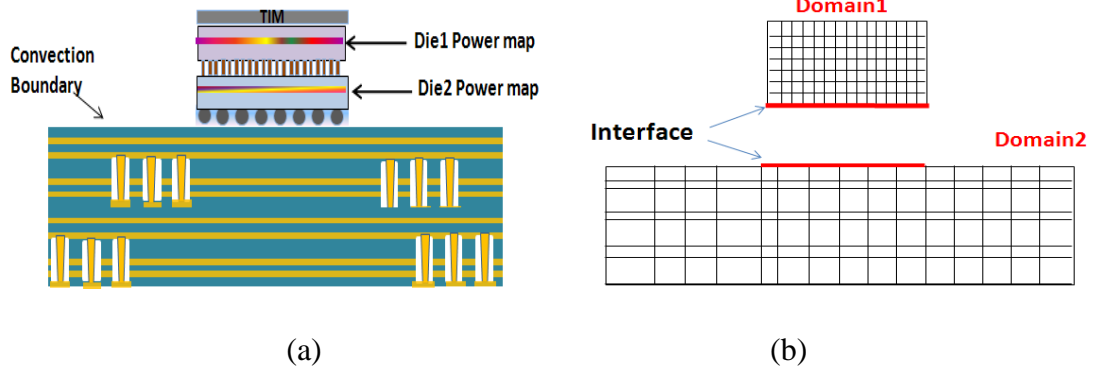 TIM
Die1 Power map
Convection
Boundary
Die2 Power map
(a)
Domain1
Interface
Domain2
(b)